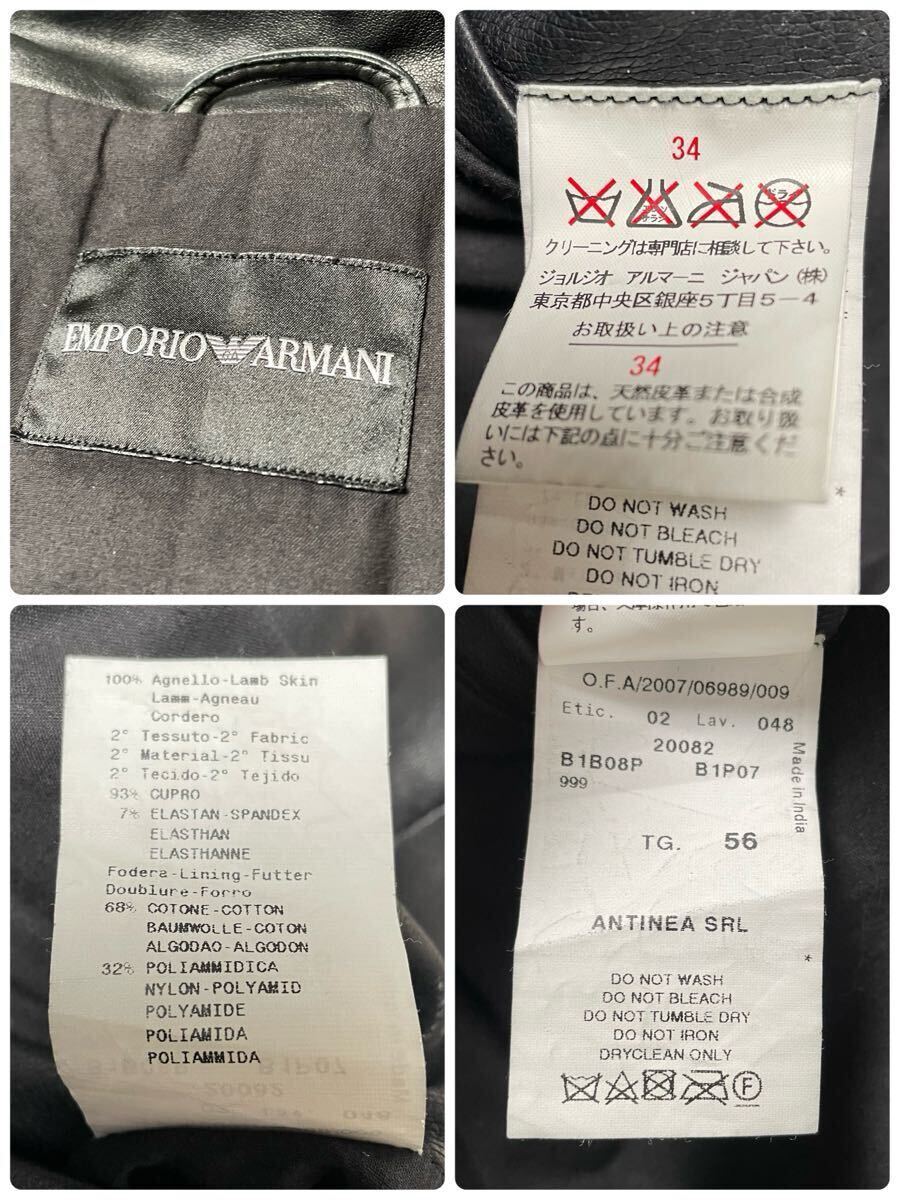 EMPORIO ARMANI
34
クリーニングは専門店に相談して下さい。
ジョルジオ アルマーニ ジャパン(株)
東京都中央区銀座5丁目5-4
お取扱い上の注意
34
この商品は、天然皮革または合成
皮革を使用しています。お取り扱
いには下記の点に十分ご注意くだ
さい。
*
DO NOT WASH
DO NOT BLEACH
DO NOT TUMBLE DRY
DO NOT IRON
100% Agnello-Lamb Skin
Lamm-Agneau
Cordero
2° Tessuto-2° Fabric
2° Material-2° Tissu
2° Tecido-2° Tejido
93% CUPRO
7% ELASTAN-SPANDEX
ELASTHAN
ELASTHANNE
Fodera-Lining-Futter
Doublure-Forro
68% COTONE-COTTON
BAUMWOLLE-COTON
ALGODAO-ALGODON
32% POLIAMMIDICA
NYLON-POLYAMID
POLYAMIDE
POLIAMIDA
POLIAMMIDA
B1P07
20082
048
す。
O.F.A/2007/06989/009
Etic. 02 Lav. 048
20082
B1B08P B1P07
999
Made in India
TG. 56
ANTINEA SRL
*
DO NOT WASH
DO NOT BLEACH
DO NOT TUMBLE DRY
DO NOT IRON
DRYCLEAN ONLY
F